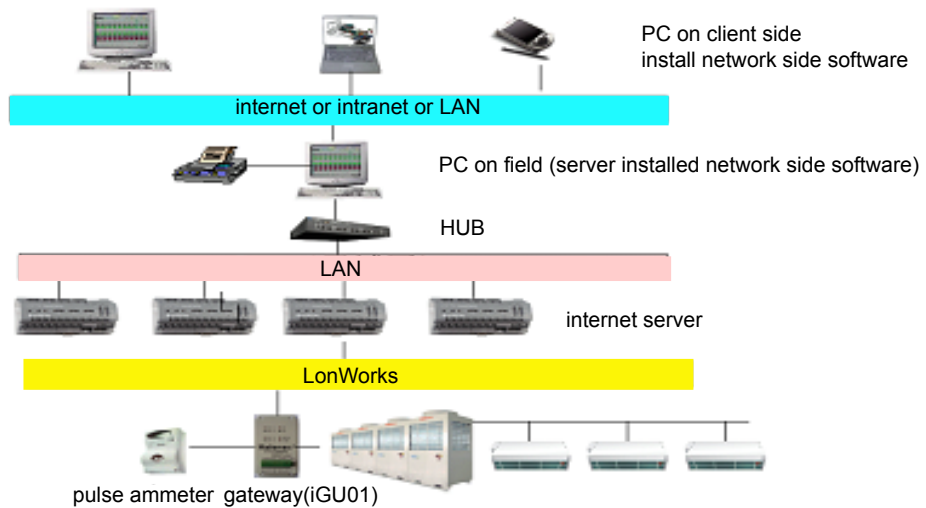 PC on client side
install network side software
internet or intranet or LAN
PC on field (server installed network side software)
HUB
LAN
internet server
LonWorks
pulse ammeter gateway(iGU01)